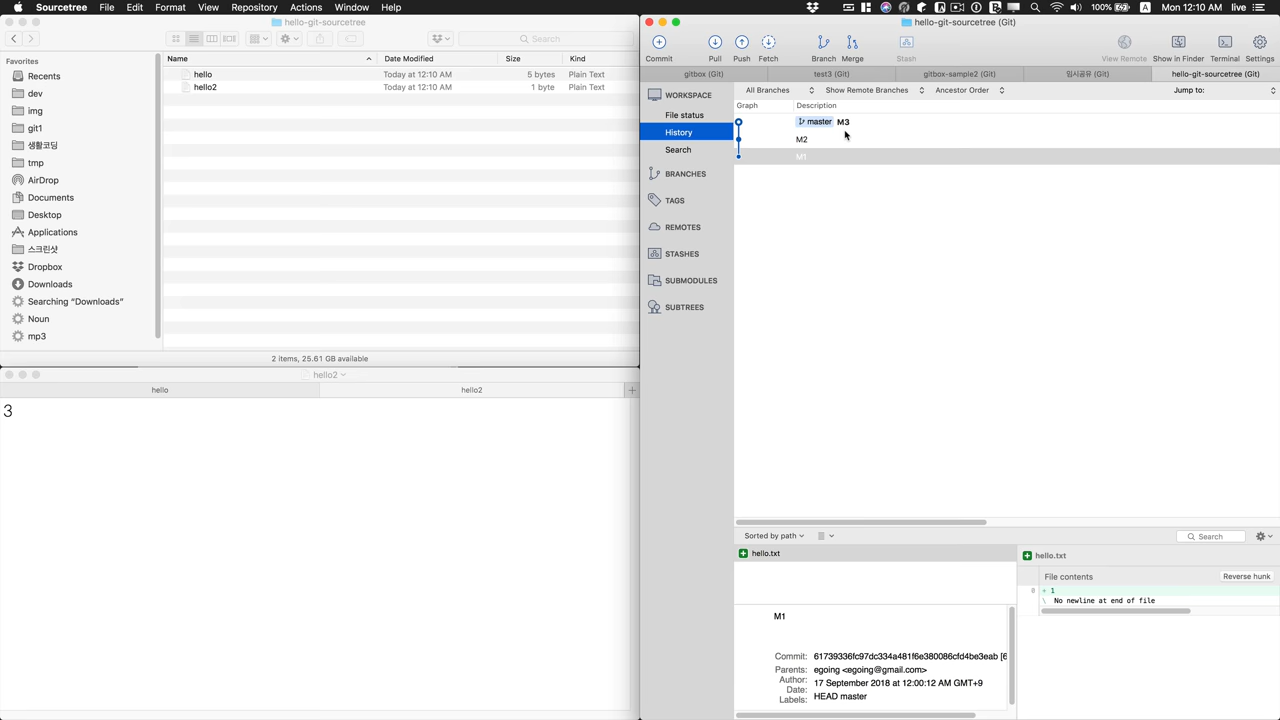 Sourcetree File Edit Format View Repository Actions Window Help
100% A Mon 12:10 AM live
hello-git-sourcetree
Search
Favorites
Recents
dev
img
git1
생활코딩
tmp
AirDrop
Documents
Desktop
Applications
스크린샷
Dropbox
Downloads
Searching “Downloads”
Noun
mp3
Name Date Modified Size Kind
hello Today at 12:10 AM 5 bytes Plain Text
hello2 Today at 12:10 AM 1 byte Plain Text
2 items, 25.61 GB available
hello2
hello hello2
3
hello-git-sourcetree (Git)
Commit Pull Push Fetch Branch Merge Stash View Remote Show in Finder Terminal Settings
gitbox (Git) test3 (Git) gitbox-sample2 (Git) 임시공유 (Git) hello-git-sourcetree (Git)
WORKSPACE
File status
History
Search
BRANCHES
TAGS
REMOTES
STASHES
SUBMODULES
SUBTREES
All Branches Show Remote Branches Ancestor Order Jump to:
Graph Description
master M3
M2
M1
Sorted by path Search
hello.txt
M1
Commit: 61739336fc97dc334a481f6e380086cfd4be3eab [6
Parents: egoing <egoing@gmail.com>
Author: 17 September 2018 at 12:00:12 AM GMT+9
Date:
Labels: HEAD master
hello.txt
File contents Reverse hunk
0 + 1
\ No newline at end of file